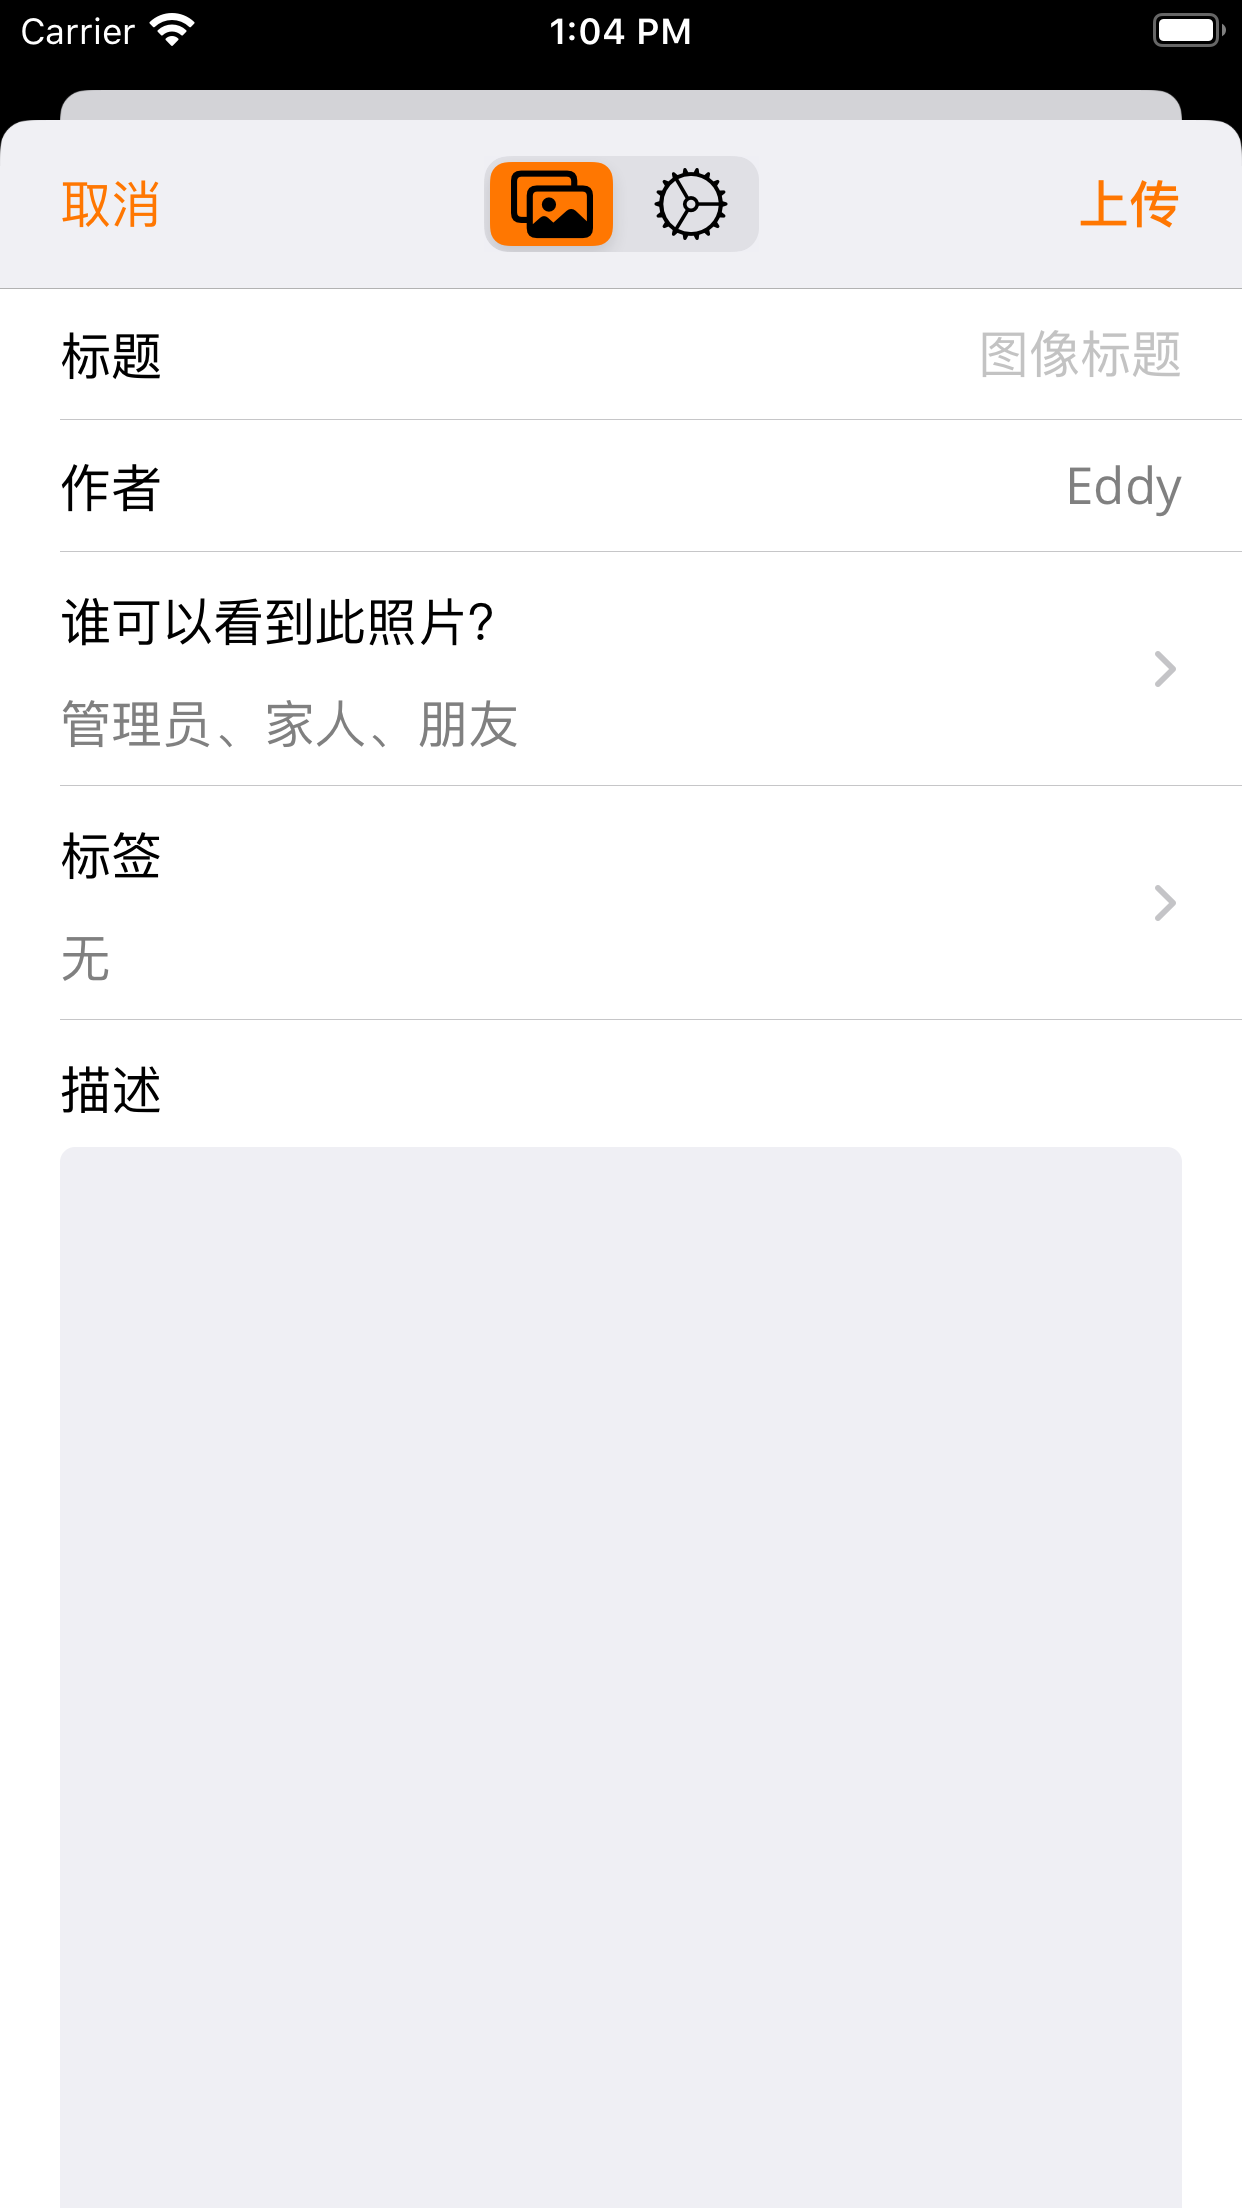 Carrier 1:04 PM
取消 上传
标题 图像标题
作者 Eddy
谁可以看到此照片?
管理员、家人、朋友
标签
无
描述